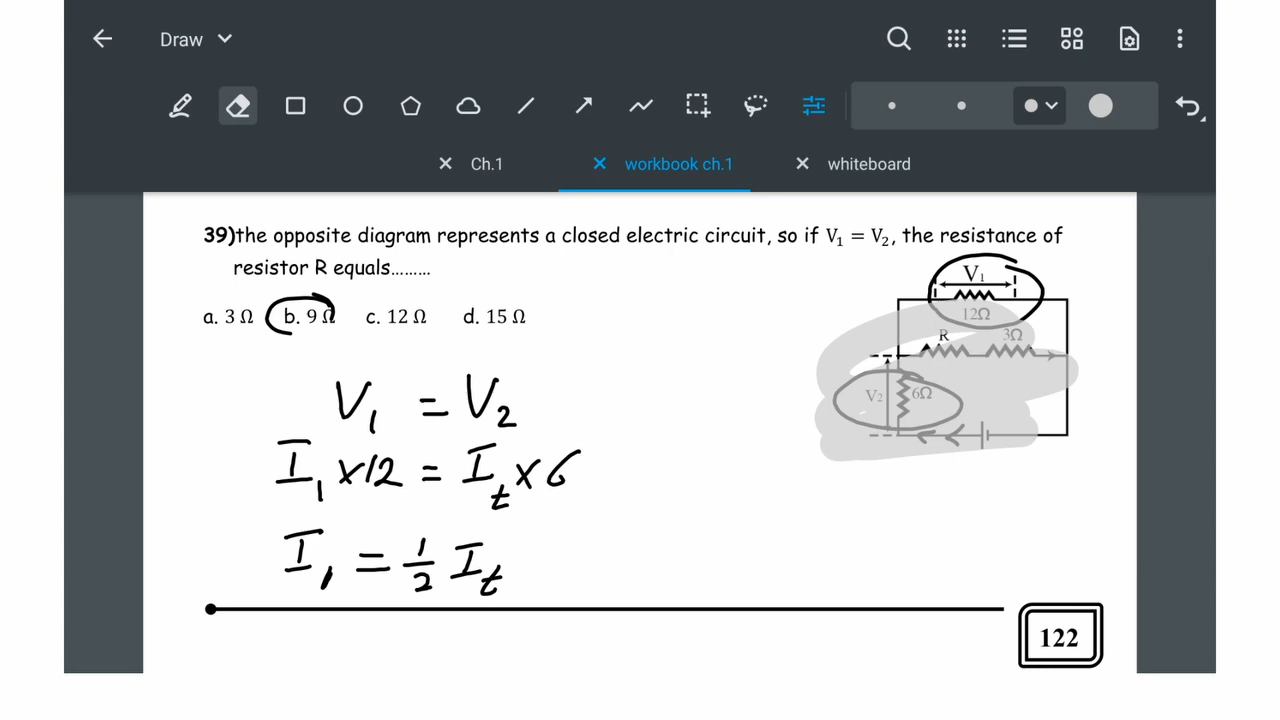 Draw
Ch.1
workbook ch.1
whiteboard
39)the opposite diagram represents a closed electric circuit, so if V₁ = V₂, the resistance of
resistor R equals.........
a. 3 Ω b. 9 Ω c. 12 Ω d. 15 Ω
V₁
12Ω
R 3Ω
V₂ 6Ω
V₁ = V₂
I₁ ×12 = Iₜ × 6
I₁ = ½ Iₜ
122